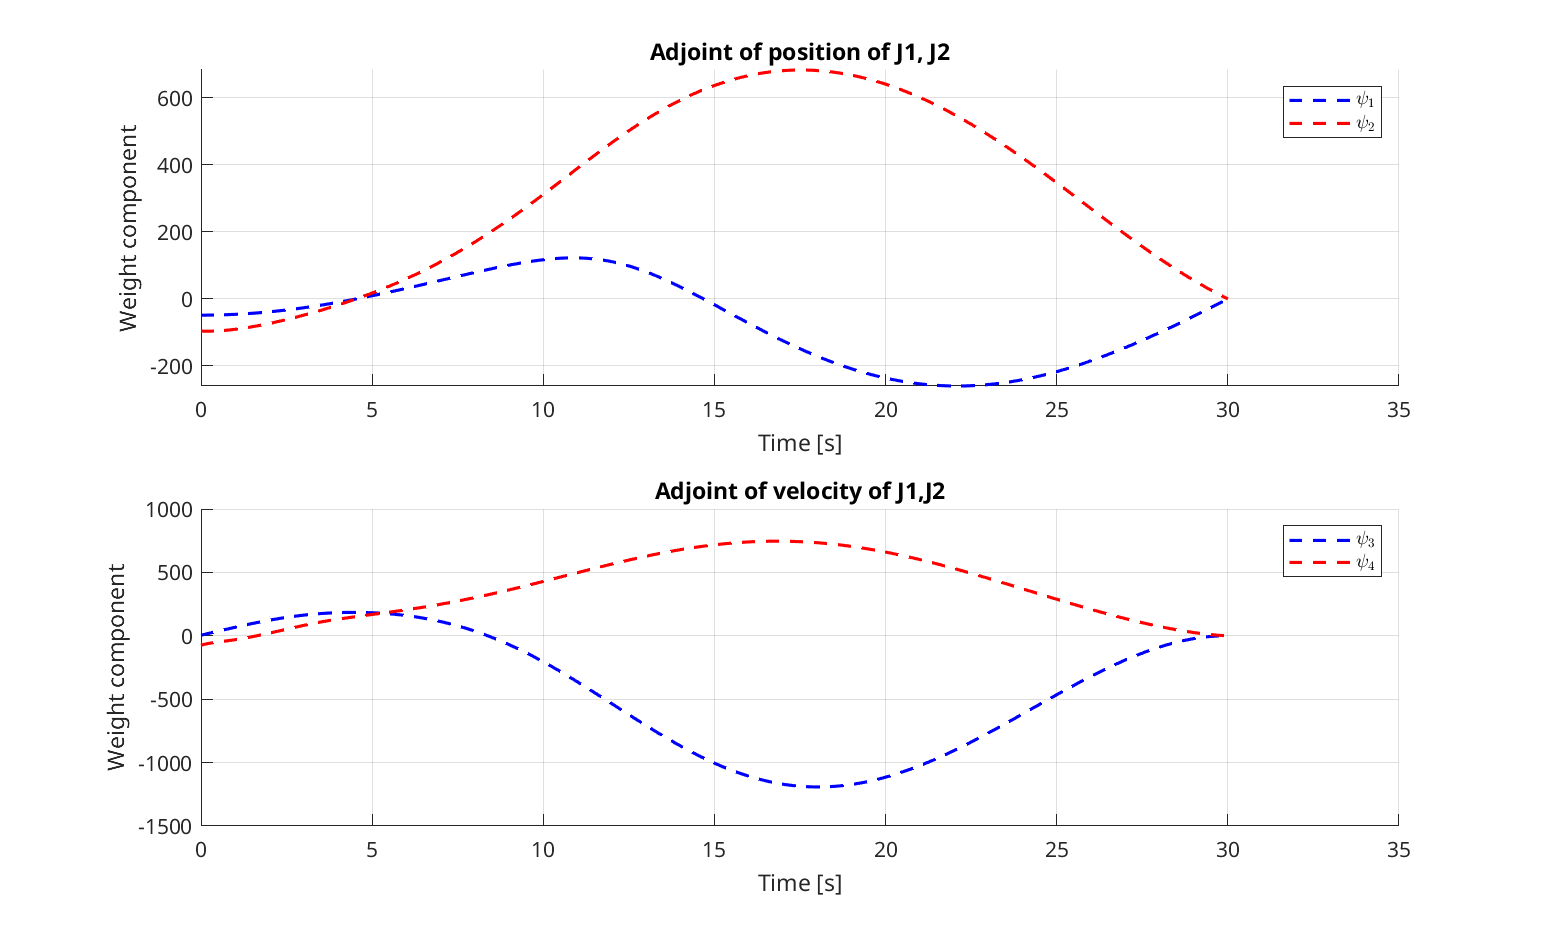 Adjoint of position of J1, J2
Weight component
600
400
200
0
-200
0 5 10 15 20 25 30 35
Time [s]
ψ₁
ψ₂
Adjoint of velocity of J1,J2
Weight component
1000
500
0
-500
-1000
-1500
0 5 10 15 20 25 30 35
Time [s]
ψ₃
ψ₄